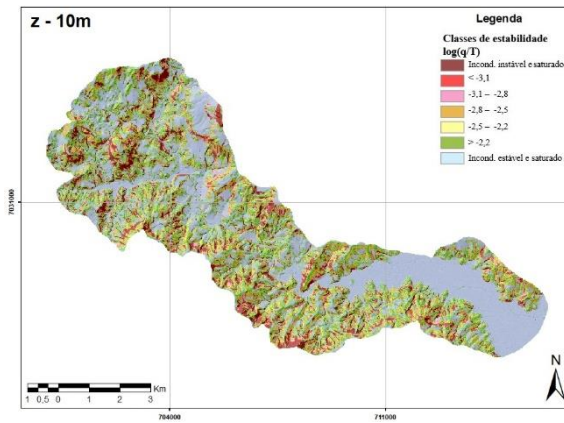 z - 10m
Legenda
Classes de estabilidade
log(q/T)
Incond. instável e saturado
< -3,1
-3,1 – -2,8
-2,8 – -2,5
-2,5 – -2,2
> -2,2
Incond. estável e saturado
7031000
N
Km
1 0,5 0 1 2 3
704000
711000